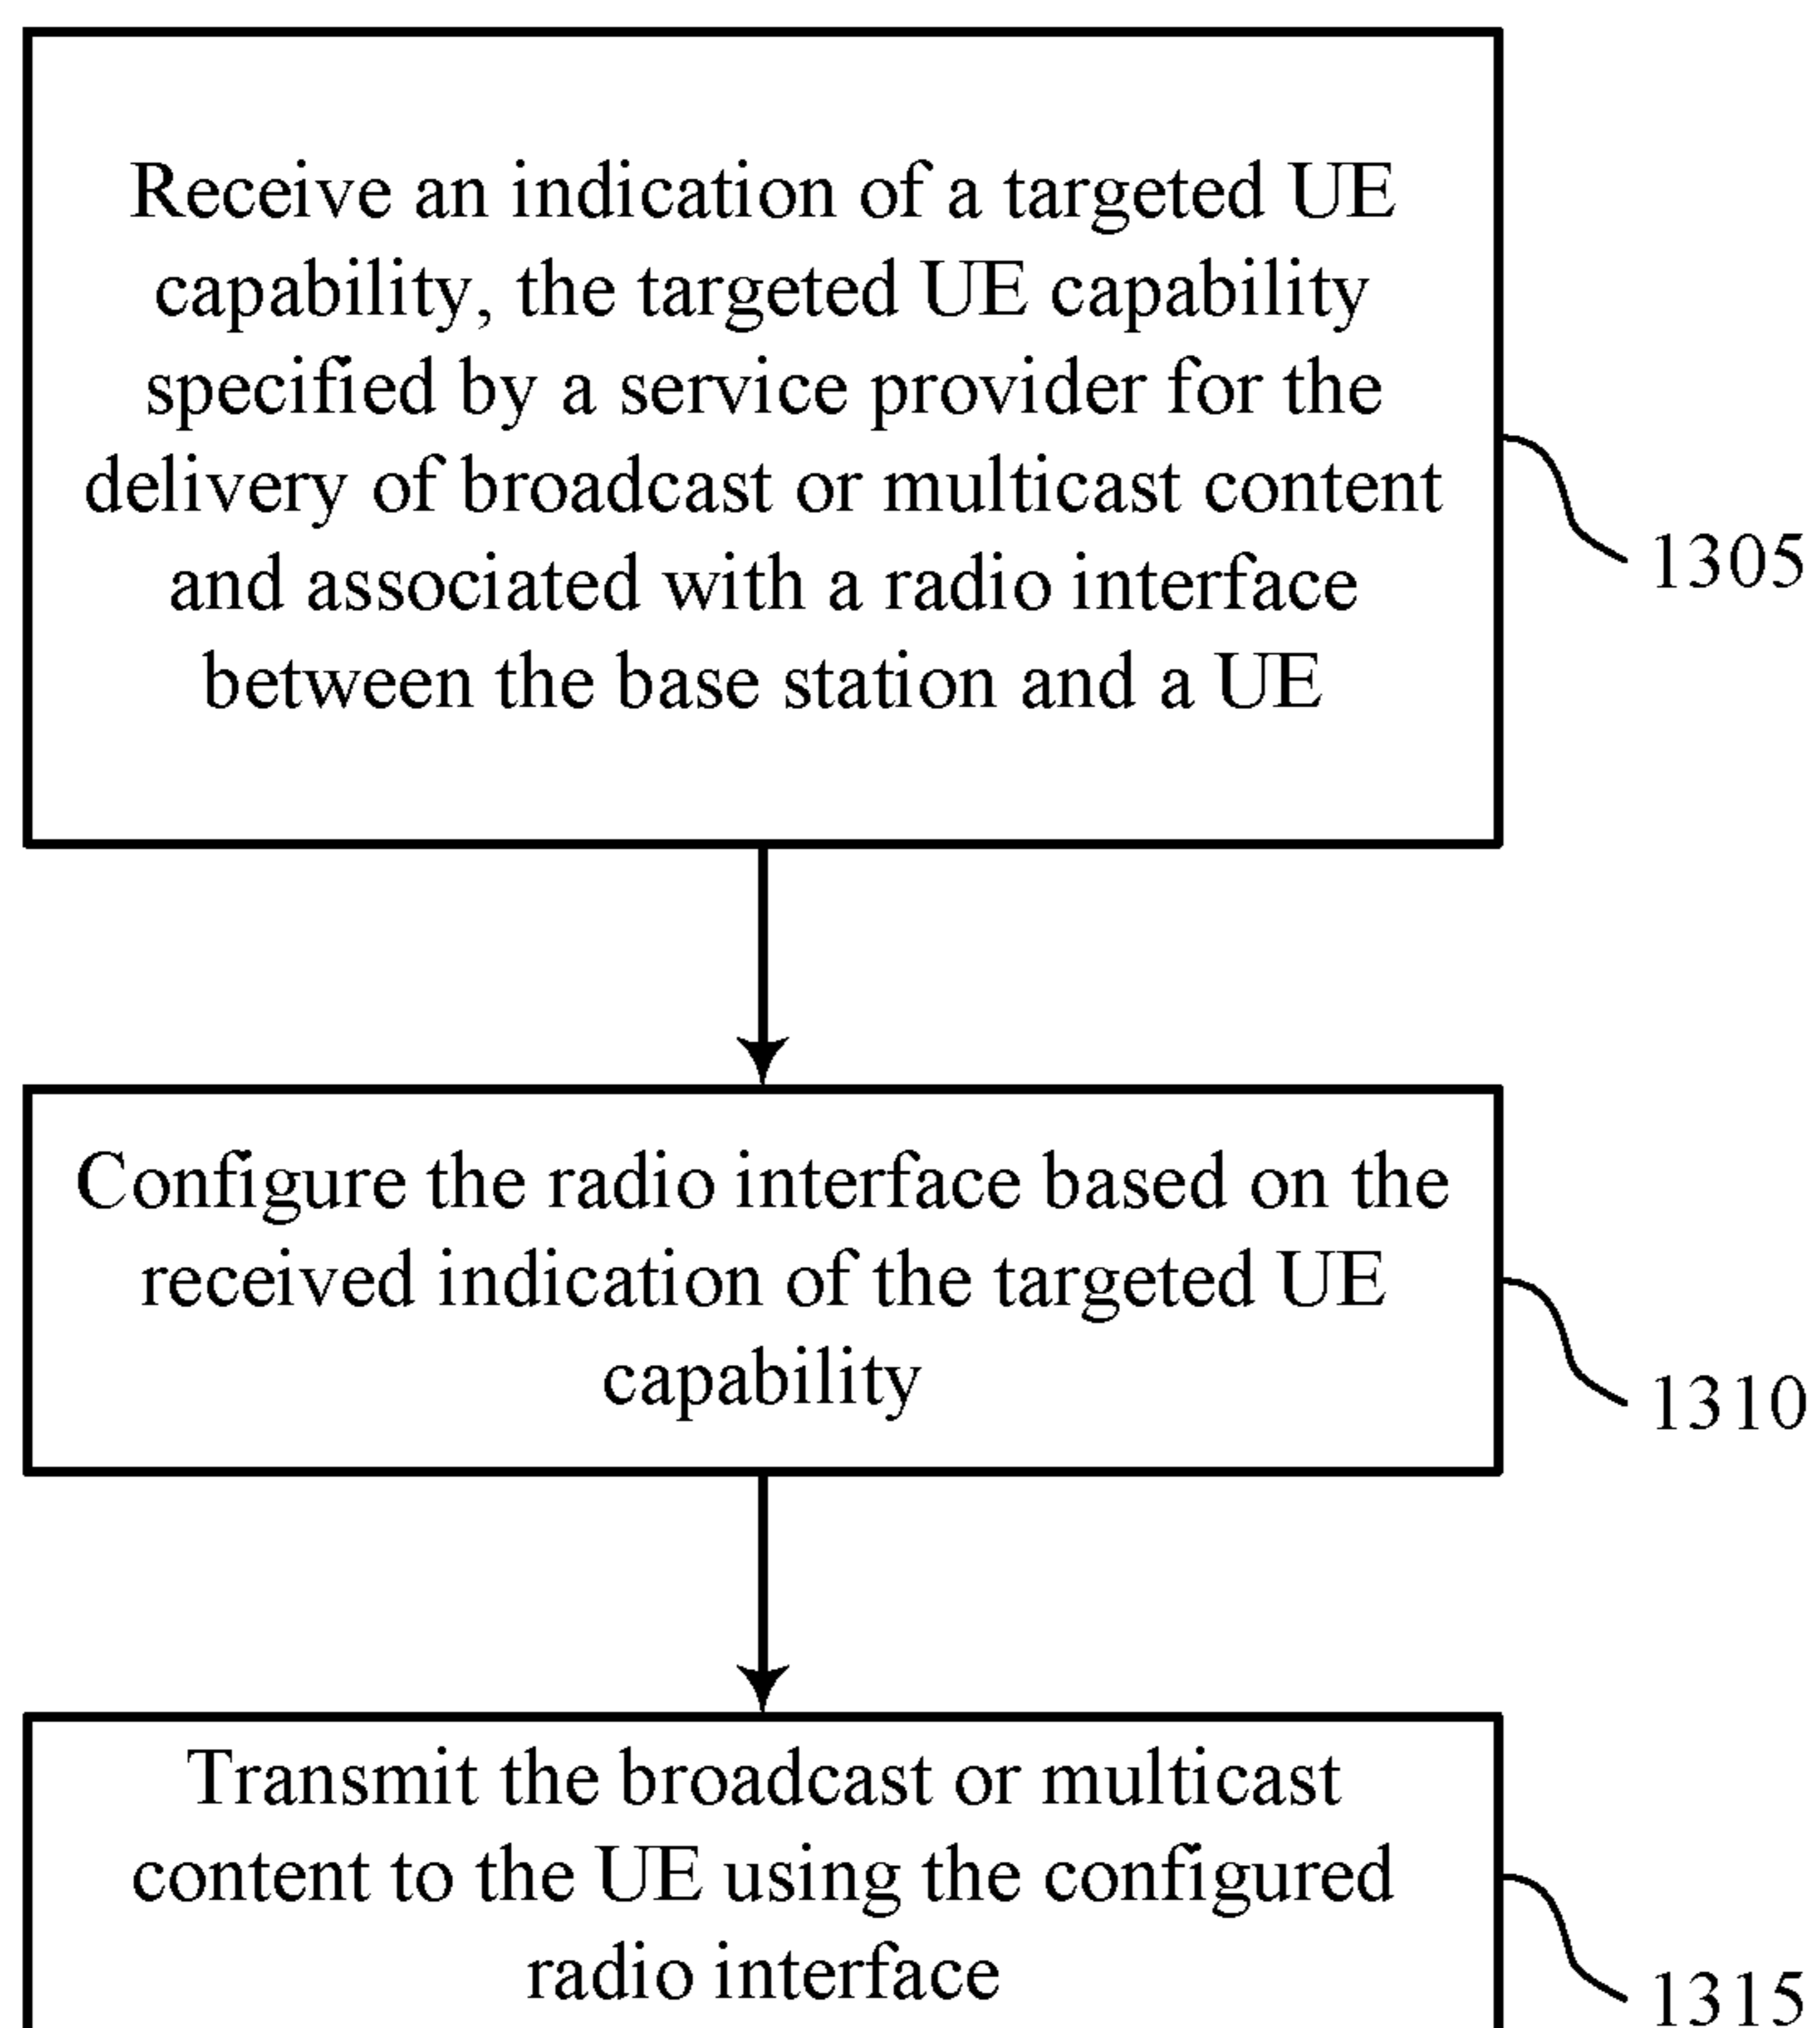 Receive an indication of a targeted UE
capability, the targeted UE capability
specified by a service provider for the
delivery of broadcast or multicast content
and associated with a radio interface
between the base station and a UE
1305
Configure the radio interface based on the
received indication of the targeted UE
capability
1310
Transmit the broadcast or multicast
content to the UE using the configured
radio interface
1315